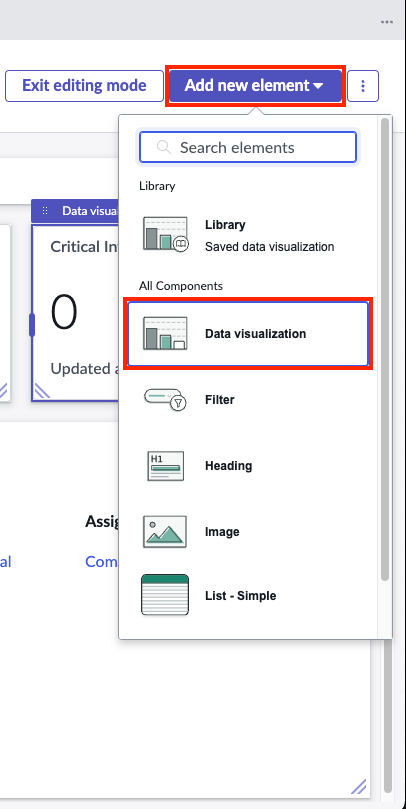 Exit editing mode
Add new element
Search elements
Library
Data visual
Library
Saved data visualization
Critical In
0
All Components
Data visualization
Updated a
Filter
H1
Heading
Assig
Image
al
Com
List - Simple